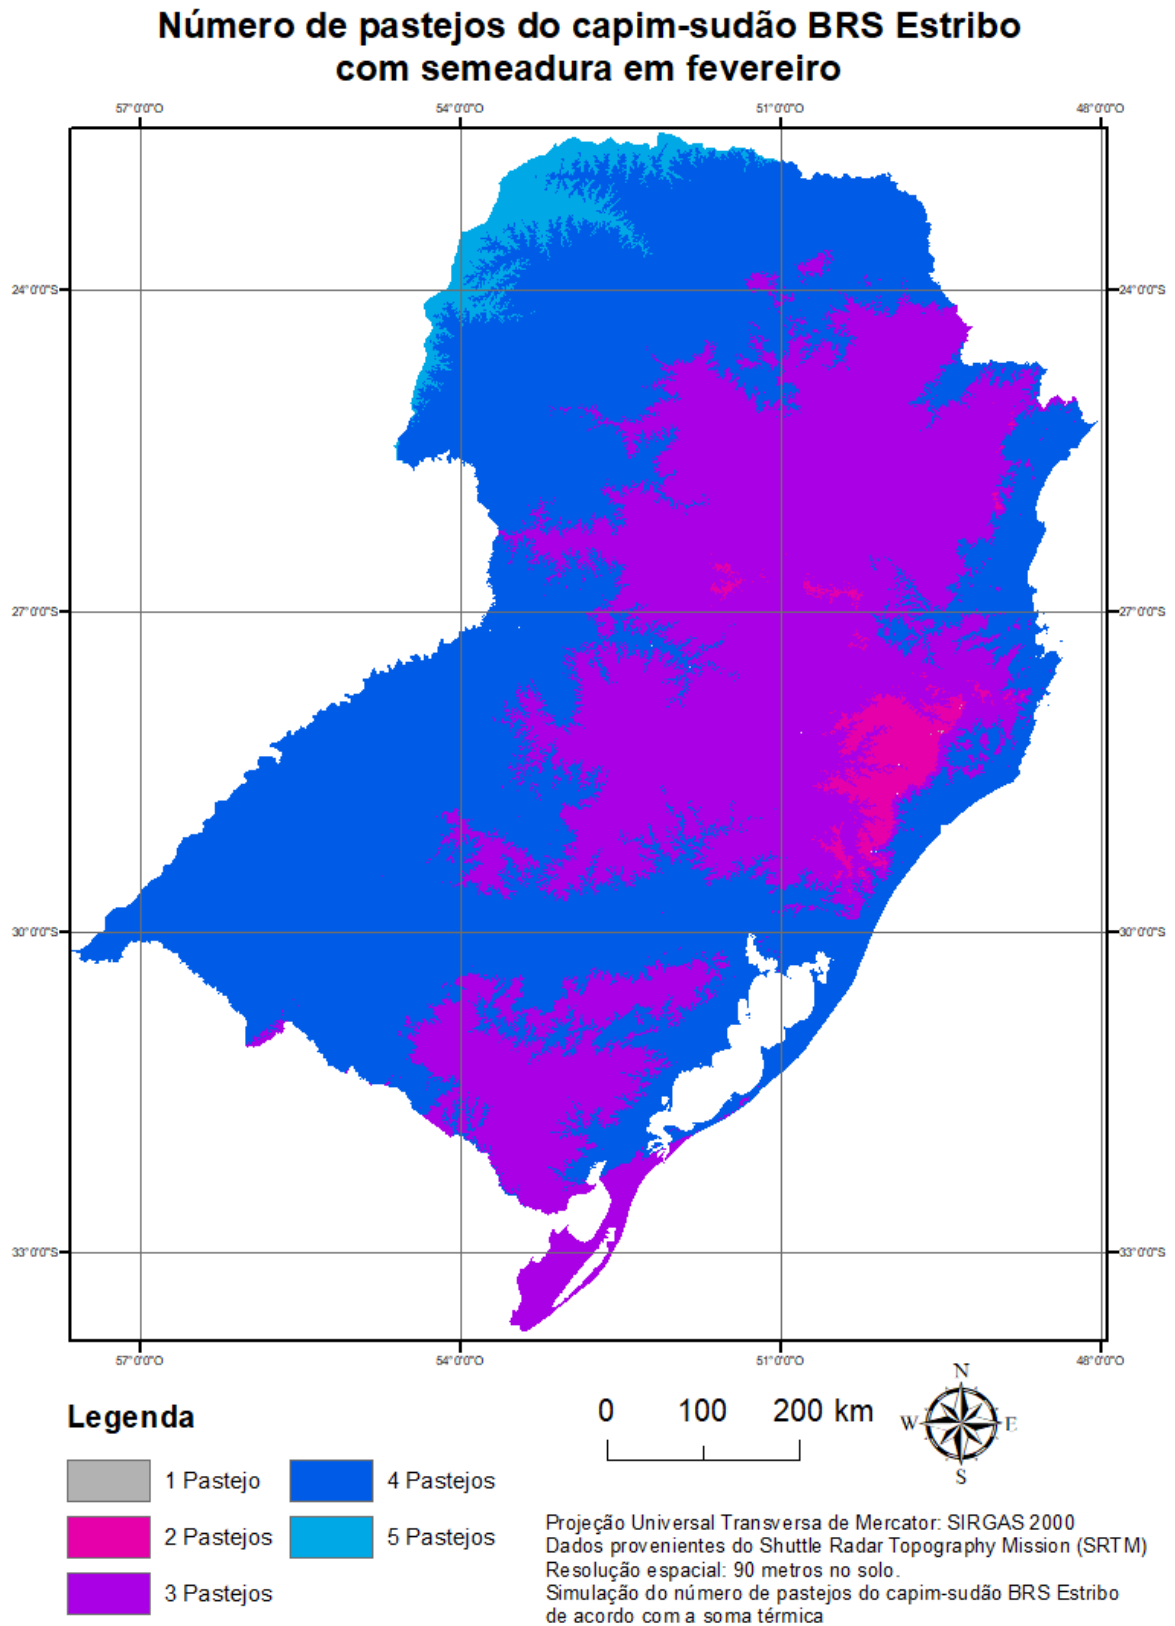 Número de pastejos do capim-sudão BRS Estribo
com semeadura em fevereiro
57°0'0"O
54°0'0"O
51°0'0"O
48°0'0"O
24°0'0"S
24°0'0"S
27°0'0"S
27°0'0"S
30°0'0"S
30°0'0"S
33°0'0"S
33°0'0"S
57°0'0"O
54°0'0"O
51°0'0"O
48°0'0"O
Legenda
1 Pastejo
2 Pastejos
3 Pastejos
4 Pastejos
5 Pastejos
0 100 200 km
N
W E
S
Projeção Universal Transversa de Mercator: SIRGAS 2000
Dados provenientes do Shuttle Radar Topography Mission (SRTM)
Resolução espacial: 90 metros no solo.
Simulação do número de pastejos do capim-sudão BRS Estribo
de acordo com a soma térmica